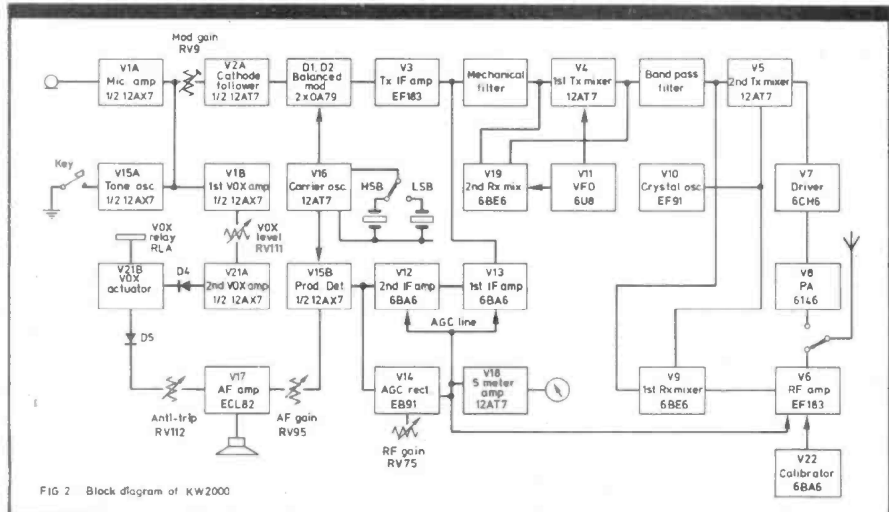 Mod gain
RV9
V1A
Mic amp
1/2 12AX7
V2A
Cathode
follower
1/2 12AT7
D1, D2
Balanced
mod
2×OA79
V3
Tx IF amp
EF183
Mechanical
filter
V4
1st Tx mixer
12AT7
Band pass
filter
V5
2nd Tx mixer
12AT7
Key
V15A
Tone osc
1/2 12AX7
V1B
1st VOX amp
1/2 12AX7
V16
Carrier osc
12AT7
HSB
LSB
V19
2nd Rx mix
6BE6
V11
VFO
6U8
V10
Crystal osc
EF91
V7
Driver
6CH6
VOX
relay
RLA
VOX
level
RV111
V21B
VOX
actuator
D4
V21A
2nd VOX amp
1/2 12AX7
V15B
Prod Det
1/2 12AX7
V12
2nd IF amp
6BA6
V13
1st IF amp
6BA6
V8
PA
6146
AGC line
D5
V17
AF amp
ECL82
V14
AGC rect
EB91
V18
S meter
amp
12AT7
V9
1st Rx mixer
6BE6
V6
RF amp
EF183
Anti-trip
RV112
AF gain
RV95
RF gain
RV75
V22
Calibrator
6BA6
FIG 2 Block diagram of KW2000